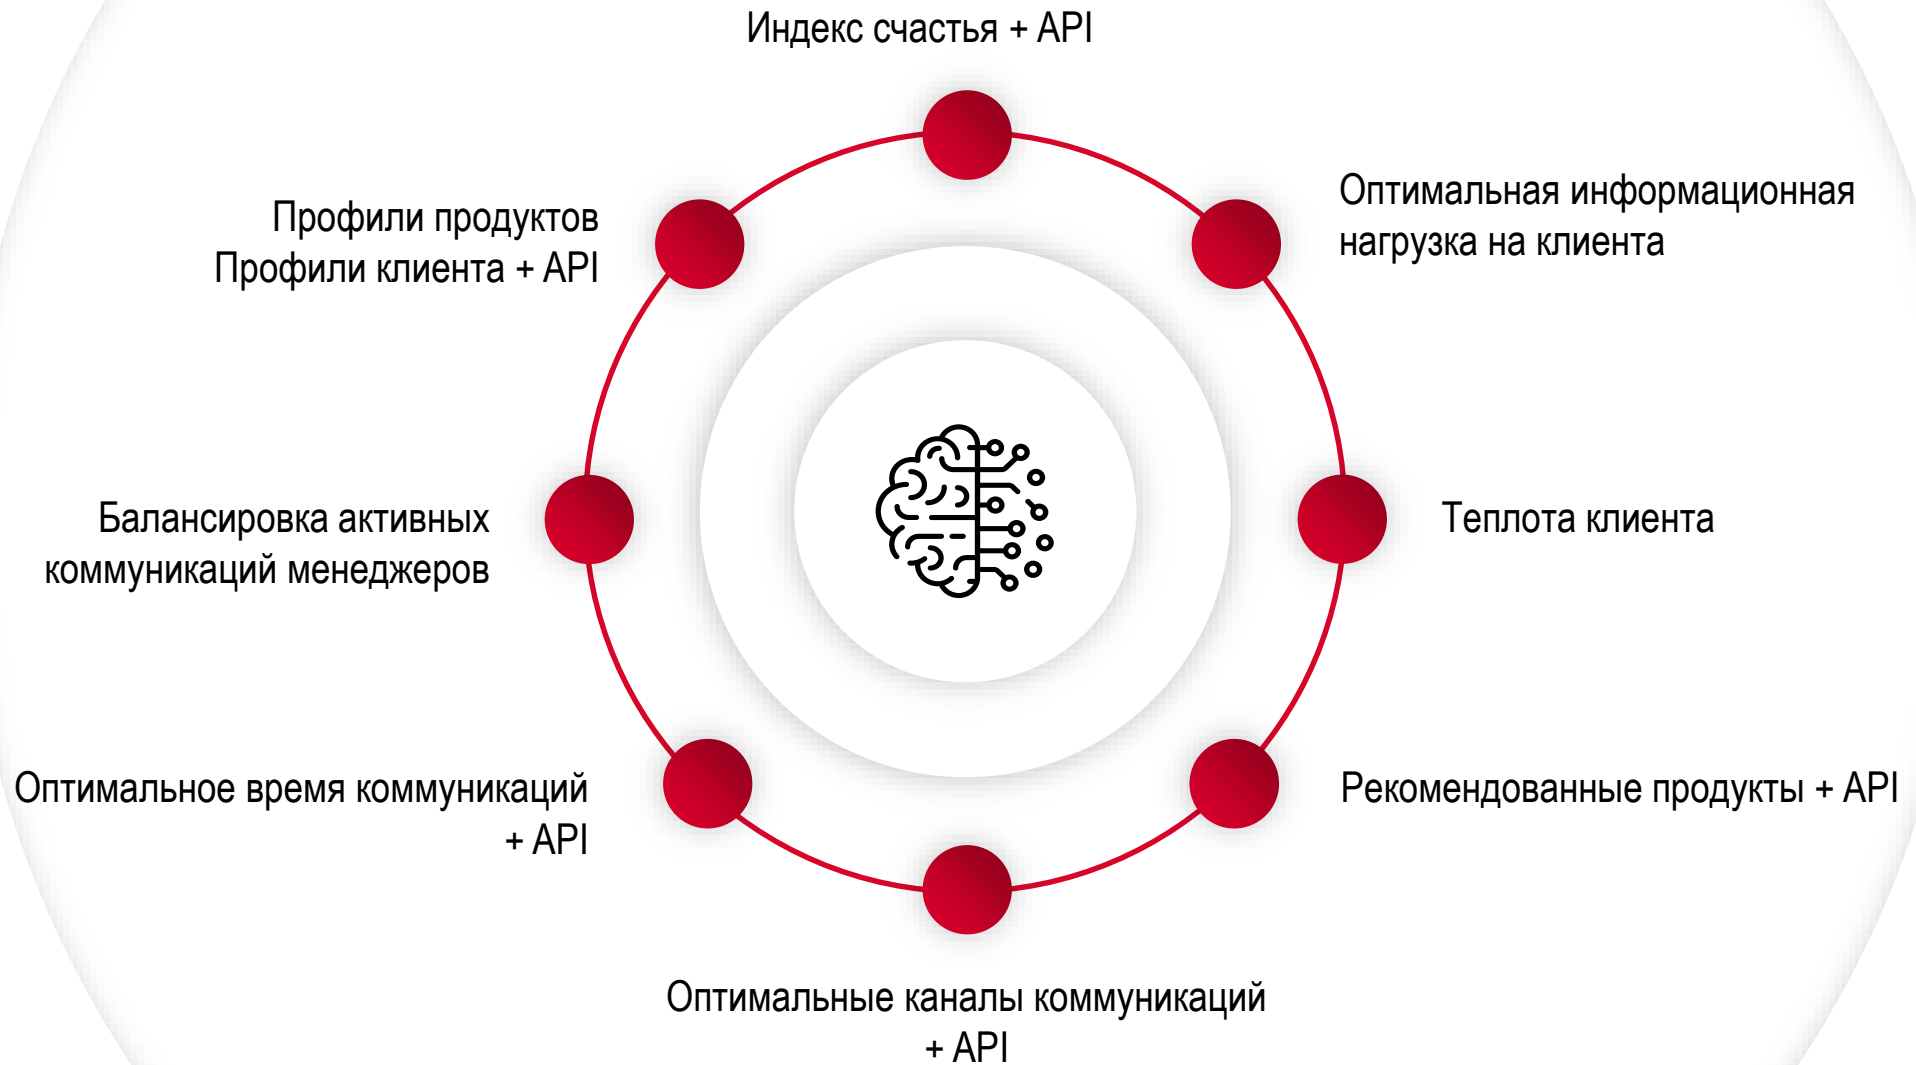 Индекс счастья + API
Оптимальная информационная
нагрузка на клиента
Профили продуктов
Профили клиента + API
Балансировка активных
коммуникаций менеджеров
Теплота клиента
Оптимальное время коммуникаций
+ API
Рекомендованные продукты + API
Оптимальные каналы коммуникаций
+ API